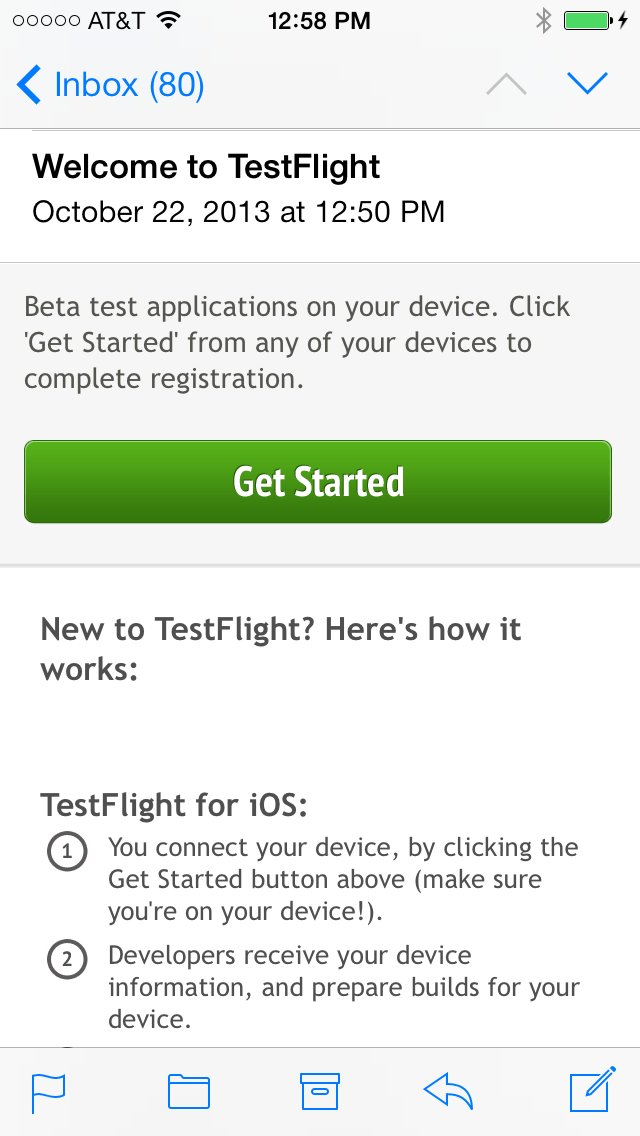 AT&T 12:58 PM
Inbox (80)
Welcome to TestFlight
October 22, 2013 at 12:50 PM
Beta test applications on your device. Click
'Get Started' from any of your devices to
complete registration.
Get Started
New to TestFlight? Here's how it
works:
TestFlight for iOS:
1 You connect your device, by clicking the
Get Started button above (make sure
you're on your device!).
2 Developers receive your device
information, and prepare builds for your
device.